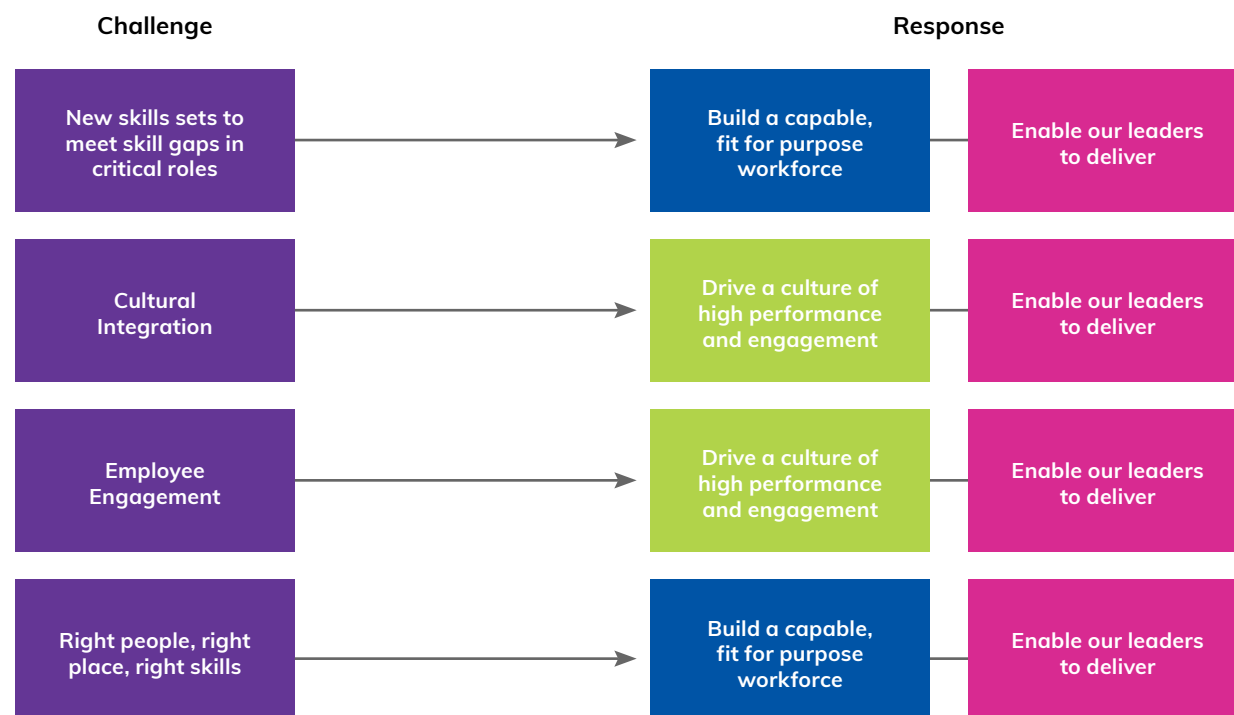 Challenge
Response
New skills sets to
meet skill gaps in
critical roles
Build a capable,
fit for purpose
workforce
Enable our leaders
to deliver
Cultural
Integration
Drive a culture of
high performance
and engagement
Enable our leaders
to deliver
Employee
Engagement
Drive a culture of
high performance
and engagement
Enable our leaders
to deliver
Right people, right
place, right skills
Build a capable,
fit for purpose
workforce
Enable our leaders
to deliver